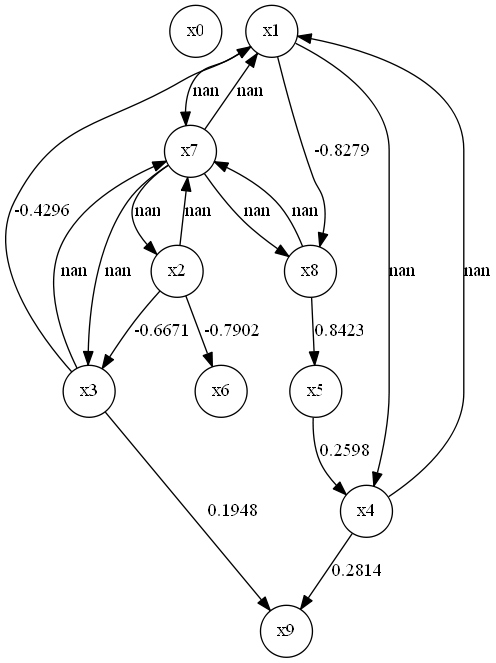 x0
x1
nan
nan
x7
-0.8279
-0.4296
nan
nan
nan
nan
nan
nan
nan
nan
x2
x8
-0.6671
-0.7902
0.8423
x3
x6
x5
0.2598
0.1948
x4
0.2814
x9